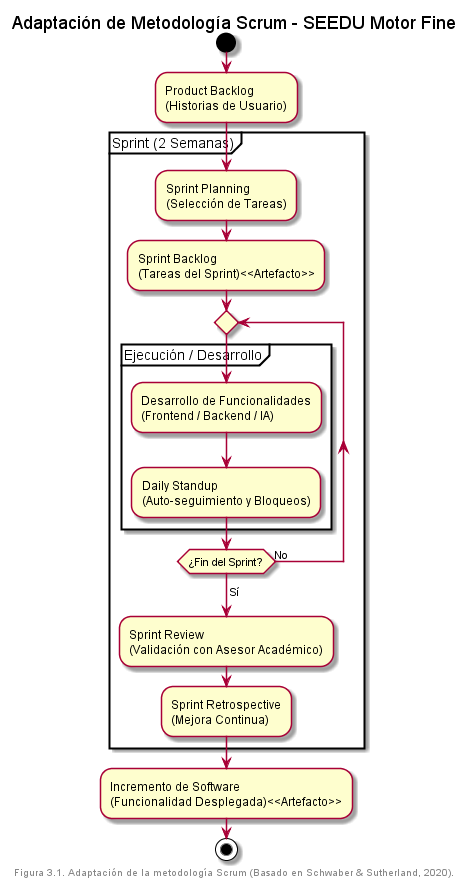 Adaptación de Metodología Scrum - SEEDU Motor Fine
Product Backlog
(Historias de Usuario)
Sprint (2 Semanas)
Sprint Planning
(Selección de Tareas)
Sprint Backlog
(Tareas del Sprint)<<Artefacto>>
Ejecución / Desarrollo
Desarrollo de Funcionalidades
(Frontend / Backend / IA)
Daily Standup
(Auto-seguimiento y Bloqueos)
¿Fin del Sprint?
No
Sí
Sprint Review
(Validación con Asesor Académico)
Sprint Retrospective
(Mejora Continua)
Incremento de Software
(Funcionalidad Desplegada)<<Artefacto>>
Figura 3.1. Adaptación de la metodología Scrum (Basado en Schwaber & Sutherland, 2020).